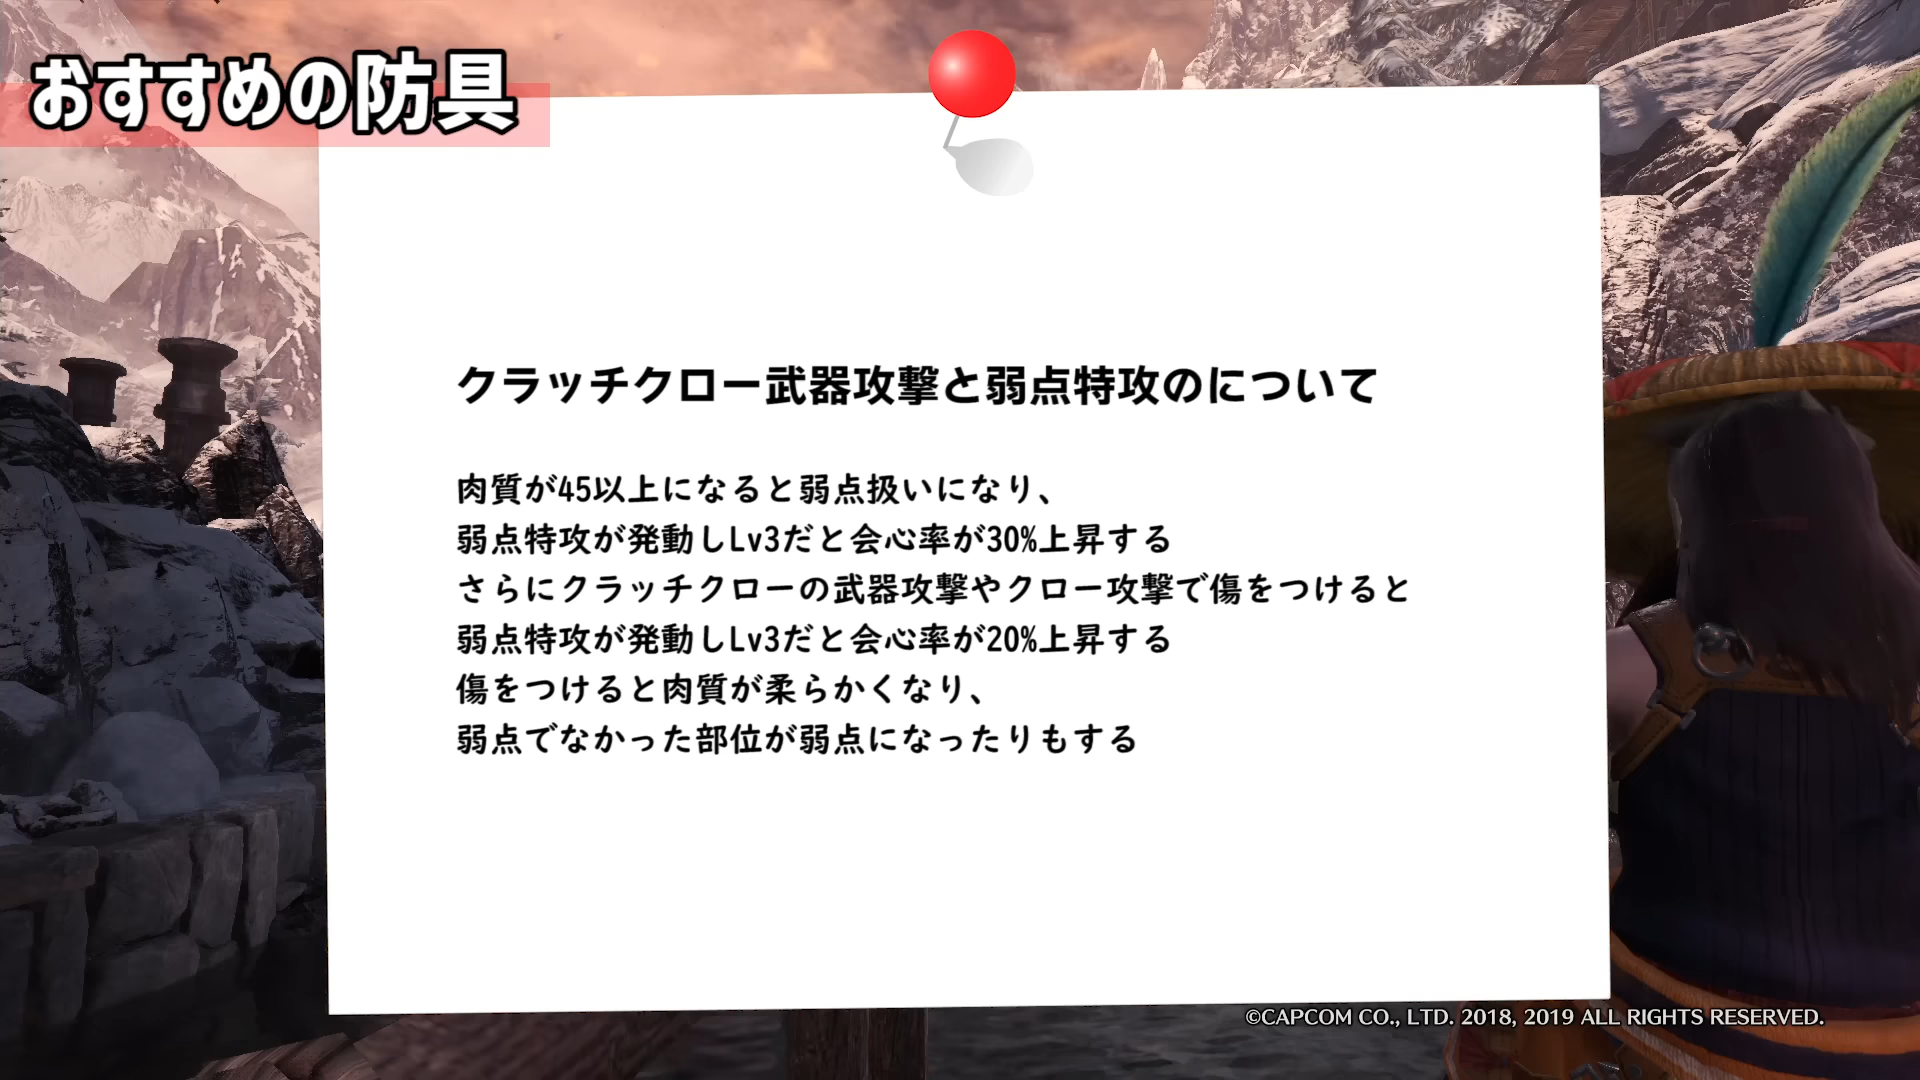 おすすめの防具
クラッチクロー武器攻撃と弱点特攻のについて
肉質が45以上になると弱点扱いになり、
弱点特攻が発動しLv3だと会心率が30%上昇する
さらにクラッチクローの武器攻撃やクロー攻撃で傷をつけると
弱点特攻が発動しLv3だと会心率が20%上昇する
傷をつけると肉質が柔らかくなり、
弱点でなかった部位が弱点になったりもする
©CAPCOM CO., LTD. 2018, 2019 ALL RIGHTS RESERVED.